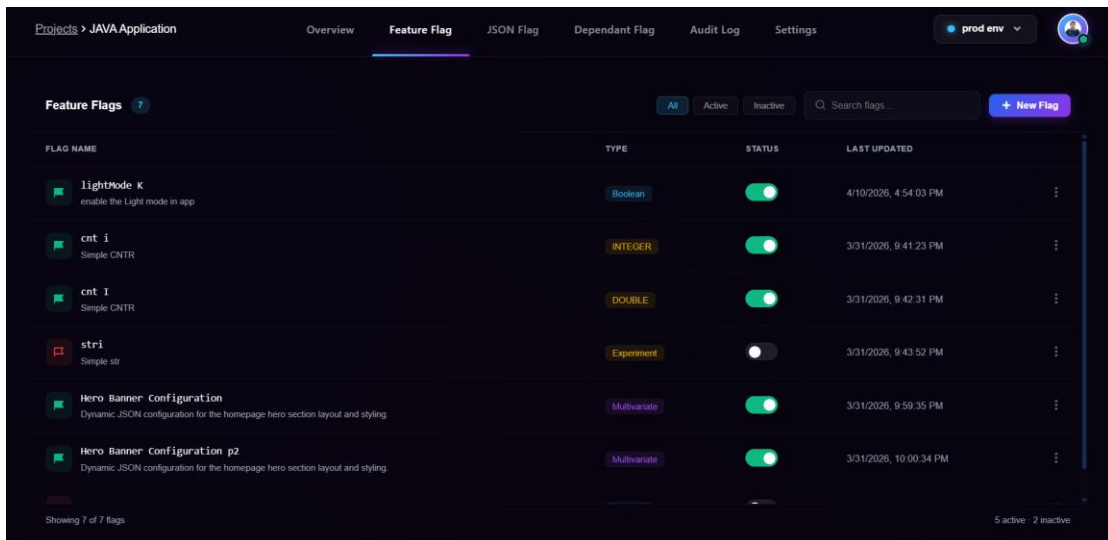 Projects > JAVA Application
Overview
Feature Flag
JSON Flag
Dependant Flag
Audit Log
Settings
prod env
Feature Flags 7
All
Active
Inactive
Search flags...
+ New Flag
FLAG NAME TYPE STATUS LAST UPDATED
lightMode K
enable the Light mode in app
Boolean
4/10/2026, 4:54:03 PM
cnt i
Simple CNTR
INTEGER
3/31/2026, 9:41:23 PM
cnt I
Simple CNTR
DOUBLE
3/31/2026, 9:42:31 PM
stri
Simple str
Experiment
3/31/2026, 9:43:52 PM
Hero Banner Configuration
Dynamic JSON configuration for the homepage hero section layout and styling.
Multivariate
3/31/2026, 9:59:35 PM
Hero Banner Configuration p2
Dynamic JSON configuration for the homepage hero section layout and styling.
Multivariate
3/31/2026, 10:00:34 PM
Showing 7 of 7 flags
5 active 2 inactive